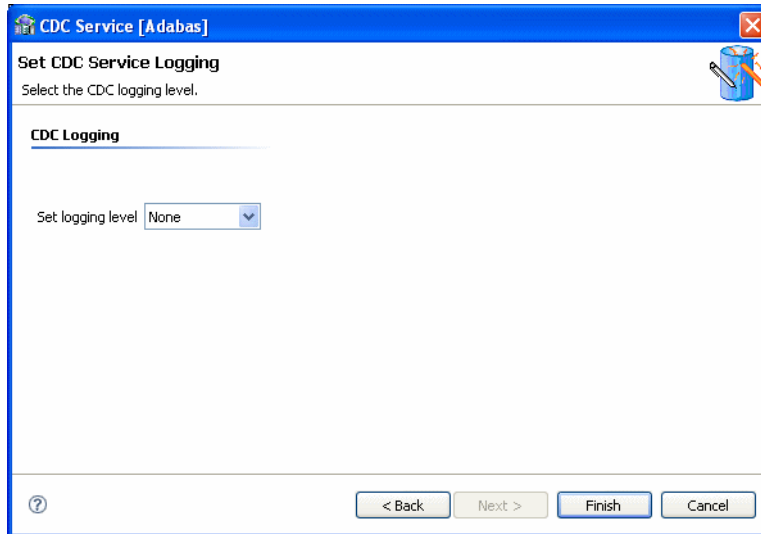 CDC Service [Adabas]
Set CDC Service Logging
Select the CDC logging level.
CDC Logging
Set logging level None
< Back Next > Finish Cancel